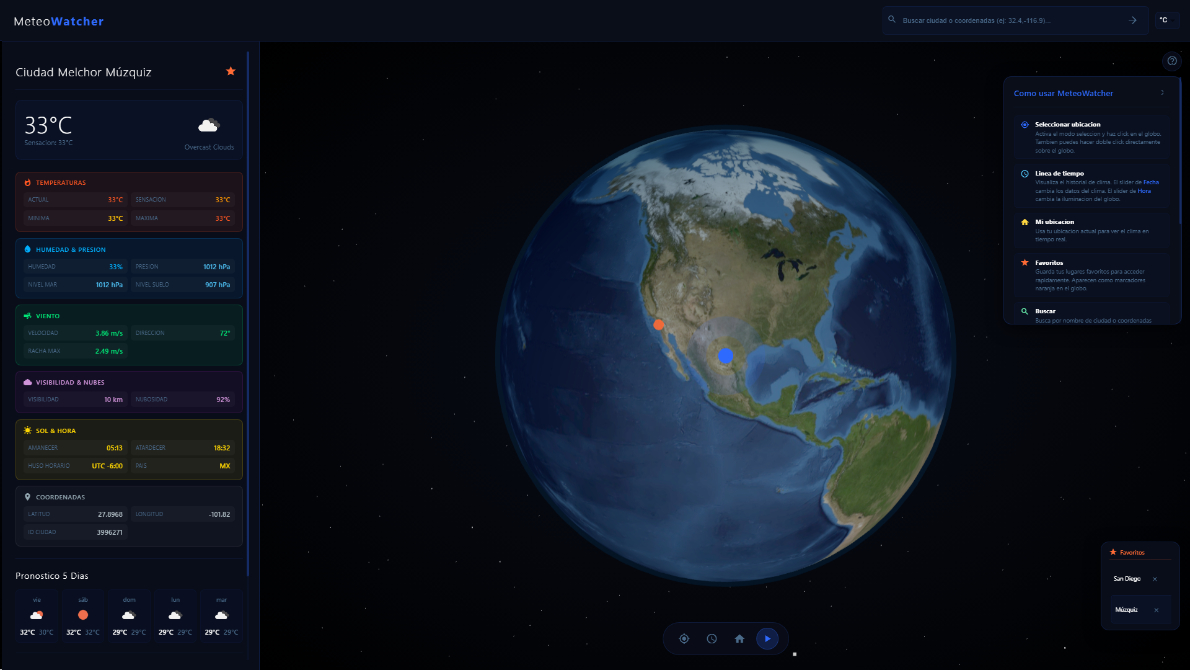 MeteoWatcher
Buscar ciudad o coordenadas (ej: 32.4,-116.9)...
°C
Ciudad Melchor Múzquiz
33°C
Sensacion: 33°C
Overcast Clouds
TEMPERATURAS
ACTUAL 33°C SENSACION 33°C
MINIMA 33°C MAXIMA 33°C
HUMEDAD & PRESION
HUMEDAD 33% PRESION 1012 hPa
NIVEL MAR 1012 hPa NIVEL SUELO 907 hPa
VIENTO
VELOCIDAD 3.86 m/s DIRECCION 72°
RACHA MAX 2.49 m/s
VISIBILIDAD & NUBES
VISIBILIDAD 10 km NUBOSIDAD 92%
SOL & HORA
AMANECER 05:13 ATARDECER 18:32
HUSO HORARIO UTC -6:00 PAIS MX
COORDENADAS
LATITUD 27.8968 LONGITUD -101.82
ID CIUDAD 3996271
Pronostico 5 Dias
vie sáb dom lun mar
32°C 30°C 32°C 32°C 29°C 29°C 29°C 29°C 29°C 29°C
Como usar MeteoWatcher
Seleccionar ubicacion
Activa el modo seleccion y haz click en el globo.
Tambien puedes hacer doble click directamente
sobre el globo.
Linea de tiempo
Visualiza el historial de clima. El slider de Fecha
cambia los datos del clima. El slider de Hora
cambia la iluminacion del globo.
Mi ubicacion
Usa tu ubicacion actual para ver el clima en
tiempo real.
Favoritos
Guarda tus lugares favoritos para acceder
rapidamente. Aparecen como marcadores
naranja en el globo.
Buscar
Busca por nombre de ciudad o coordenadas
Favoritos
San Diego ×
Múzquiz ×